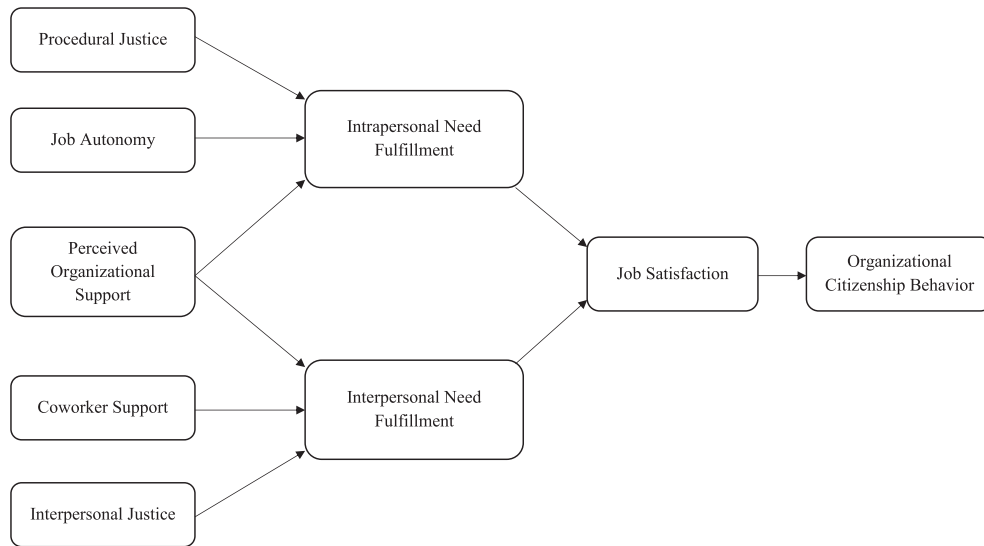 Procedural Justice
Job Autonomy
Perceived
Organizational
Support
Coworker Support
Interpersonal Justice
Intrapersonal Need
Fulfillment
Interpersonal Need
Fulfillment
Job Satisfaction
Organizational
Citizenship Behavior